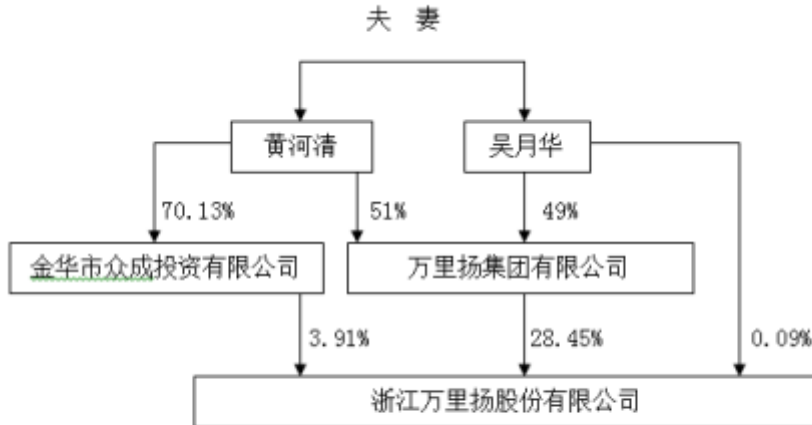 夫 妻
黄河清
吴月华
70.13%
51%
49%
金华市众成投资有限公司
万里扬集团有限公司
3.91%
28.45%
0.09%
浙江万里扬股份有限公司